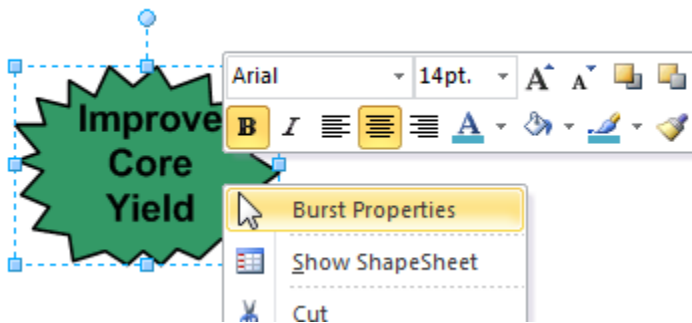 Improve
Core
Yield
Arial 14pt. A A
B I A
Burst Properties
Show ShapeSheet
Cut